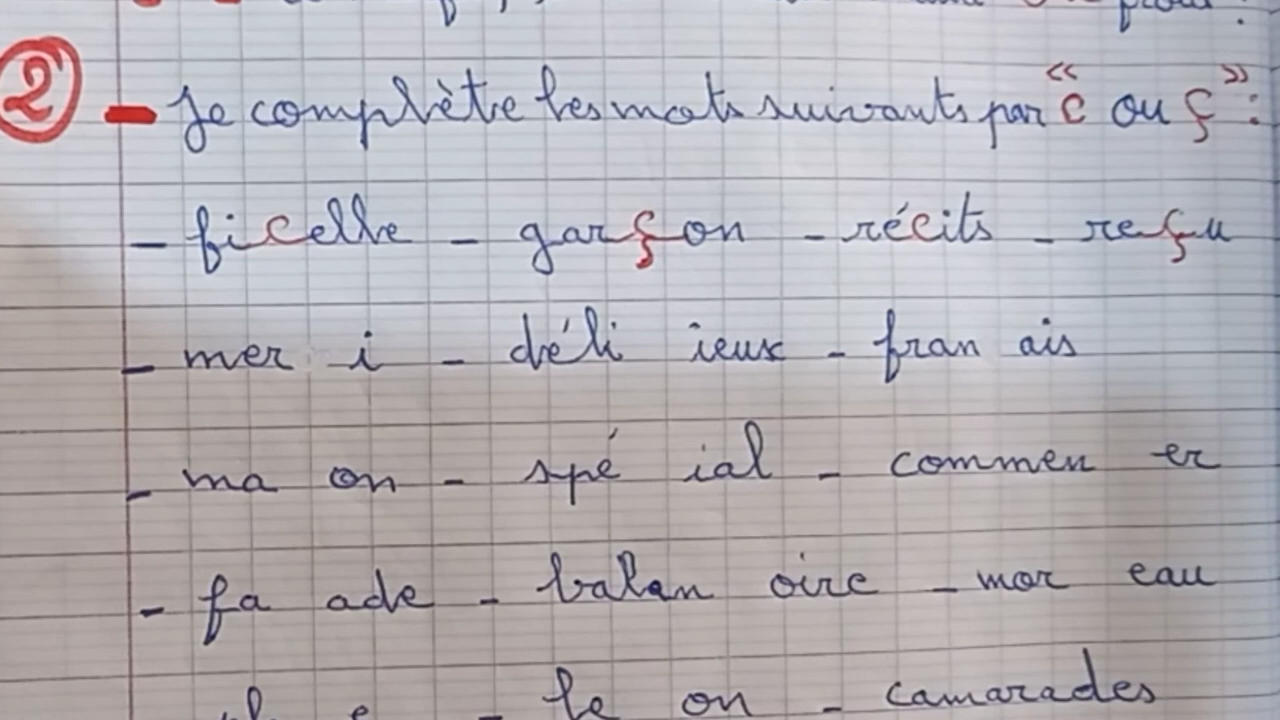 2 - Je complète les mots suivants par « c ou ç » :
- ficelle - garçon - récits - reçu
- mer i - déli ieux - fran ais
- ma on - spé ial - commen er
- fa ade - balan oire - mor eau
le on - camarades